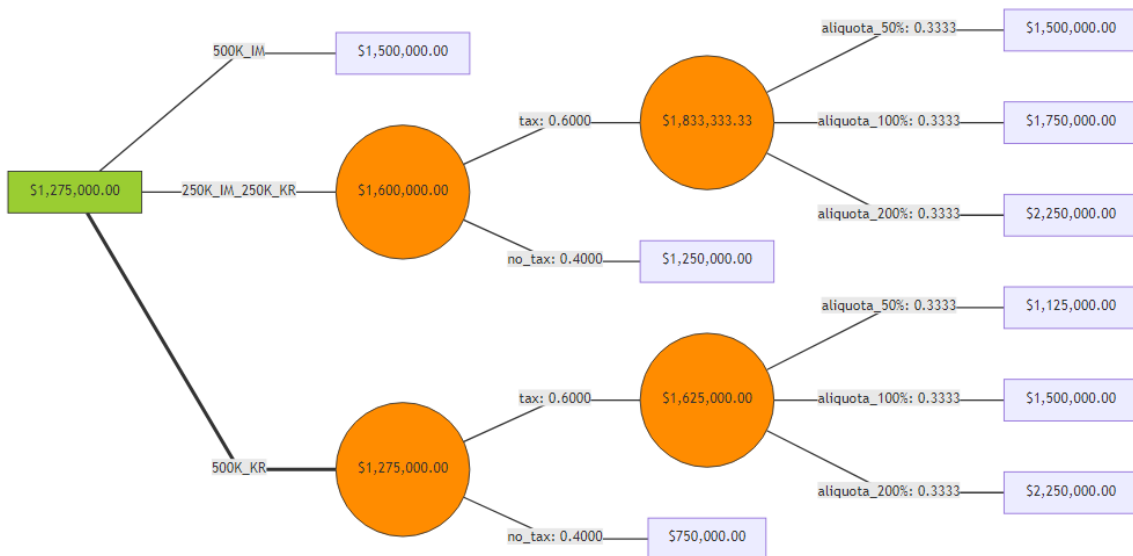 aliquota_50%: 0.3333
$1,500,000.00
500K_IM
$1,500,000.00
tax: 0.6000
$1,833,333.33
aliquota_100%: 0.3333
$1,750,000.00
$1,275,000.00
250K_IM_250K_KR
$1,600,000.00
aliquota_200%: 0.3333
$2,250,000.00
no_tax: 0.4000
$1,250,000.00
aliquota_50%: 0.3333
$1,125,000.00
tax: 0.6000
$1,625,000.00
aliquota_100%: 0.3333
$1,500,000.00
500K_KR
$1,275,000.00
aliquota_200%: 0.3333
$2,250,000.00
no_tax: 0.4000
$750,000.00